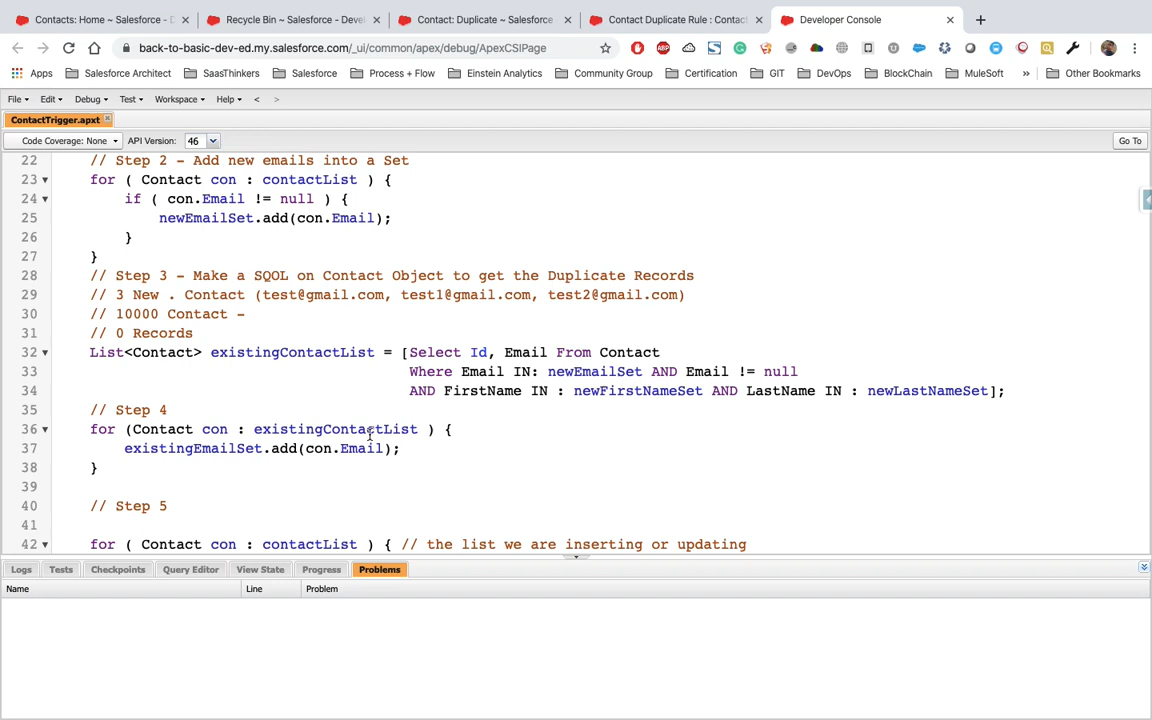 Contacts: Home ~ Salesforce - D
Recycle Bin ~ Salesforce - Devel
Contact: Duplicate ~ Salesforce
Contact Duplicate Rule : Contac
Developer Console
back-to-basic-dev-ed.my.salesforce.com/_ui/common/apex/debug/ApexCSIPage
Apps
Salesforce Architect
SaasThinkers
Salesforce
Process + Flow
Einstein Analytics
Community Group
Certification
GIT
DevOps
BlockChain
MuleSoft
»
Other Bookmarks
File
Edit
Debug
Test
Workspace
Help
<
>
ContactTrigger.apxt
Code Coverage: None
API Version:
46
Go To
22 // Step 2 - Add new emails into a Set
23 for ( Contact con : contactList ) {
24 if ( con.Email != null ) {
25 newEmailSet.add(con.Email);
26 }
27 }
28 // Step 3 - Make a SQOL on Contact Object to get the Duplicate Records
29 // 3 New . Contact (test@gmail.com, test1@gmail.com, test2@gmail.com)
30 // 10000 Contact -
31 // 0 Records
32 List<Contact> existingContactList = [Select Id, Email From Contact
33 Where Email IN: newEmailSet AND Email != null
34 AND FirstName IN : newFirstNameSet AND LastName IN : newLastNameSet];
35 // Step 4
36 for (Contact con : existingContactList ) {
37 existingEmailSet.add(con.Email);
38 }
39
40 // Step 5
41
42 for ( Contact con : contactList ) { // the list we are inserting or updating
Logs
Tests
Checkpoints
Query Editor
View State
Progress
Problems
Name
Line
Problem